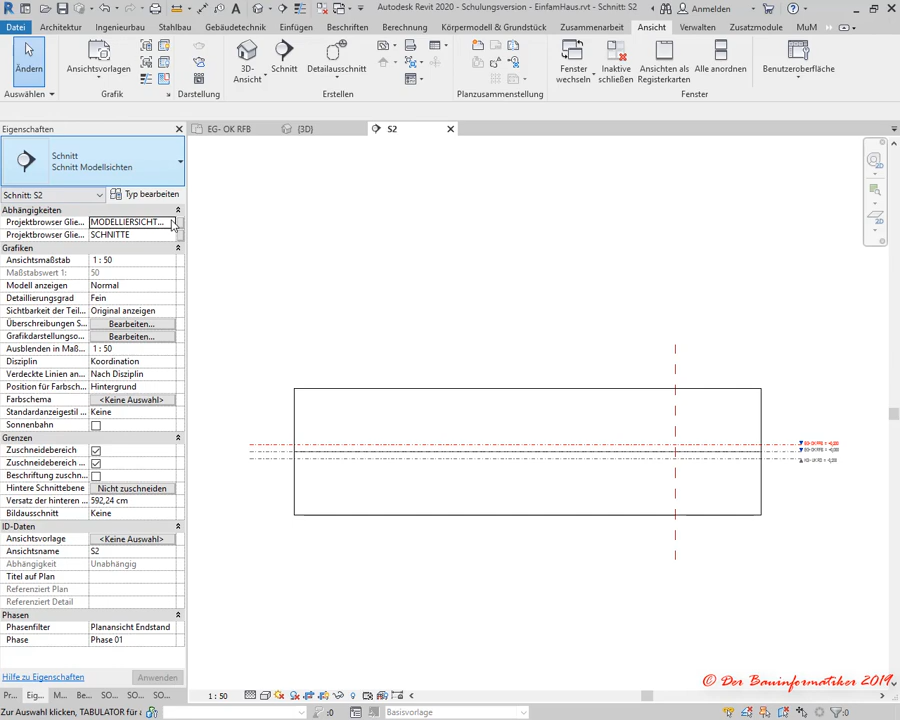 Autodesk Revit 2020 - Schulungsversion - EinfamHaus.rvt - Schnitt: S2
Anmelden
Datei Architektur Ingenieurbau Stahlbau Einfügen Beschriften Berechnung Körpermodell & Grundstück Zusammenarbeit Ansicht Verwalten Zusatzmodule MuM
Ändern
Ansichtsvorlagen
3D-
Ansicht
Schnitt
Detailausschnitt
Fenster
wechseln
Inaktive
schließen
Ansichten als
Registerkarten
Alle anordnen
Benutzeroberfläche
Auswählen Grafik Darstellung Erstellen Planzusammenstellung Fenster
Eigenschaften
EG- OK RFB {3D} S2
Schnitt
Schnitt Modellsichten
Schnitt: S2 Typ bearbeiten
Abhängigkeiten
Projektbrowser Glie... MODELLIERSICHT...
Projektbrowser Glie... SCHNITTE
Grafiken
Ansichtsmaßstab 1 : 50
Maßstabswert 1: 50
Modell anzeigen Normal
Detaillierungsgrad Fein
Sichtbarkeit der Teil... Original anzeigen
Überschreibungen S... Bearbeiten...
Grafikdarstellungso... Bearbeiten...
Ausblenden in Maß... 1 : 50
Disziplin Koordination
Verdeckte Linien an... Nach Disziplin
Position für Farbsch... Hintergrund
Farbschema <Keine Auswahl>
Standardanzeigestil ... Keine
Sonnenbahn
Grenzen
Zuschneidebereich
Zuschneidebereich ...
Beschriftung zuschn...
Hintere Schnittebene Nicht zuschneiden
Versatz der hinteren ... 592,24 cm
Bildausschnitt Keine
ID-Daten
Ansichtsvorlage <Keine Auswahl>
Ansichtsname S2
Abhängigkeit Unabhängig
Titel auf Plan
Referenziert Plan
Referenziert Detail
Phasen
Phasenfilter Planansicht Endstand
Phase Phase 01
Hilfe zu Eigenschaften Anwenden
Pr... Eig... M... Be... SO... SO... SO...
1 : 50
© Der Bauinformatiker 2019
Zur Auswahl klicken, TABULATOR für a :0 Basisvorlage :0